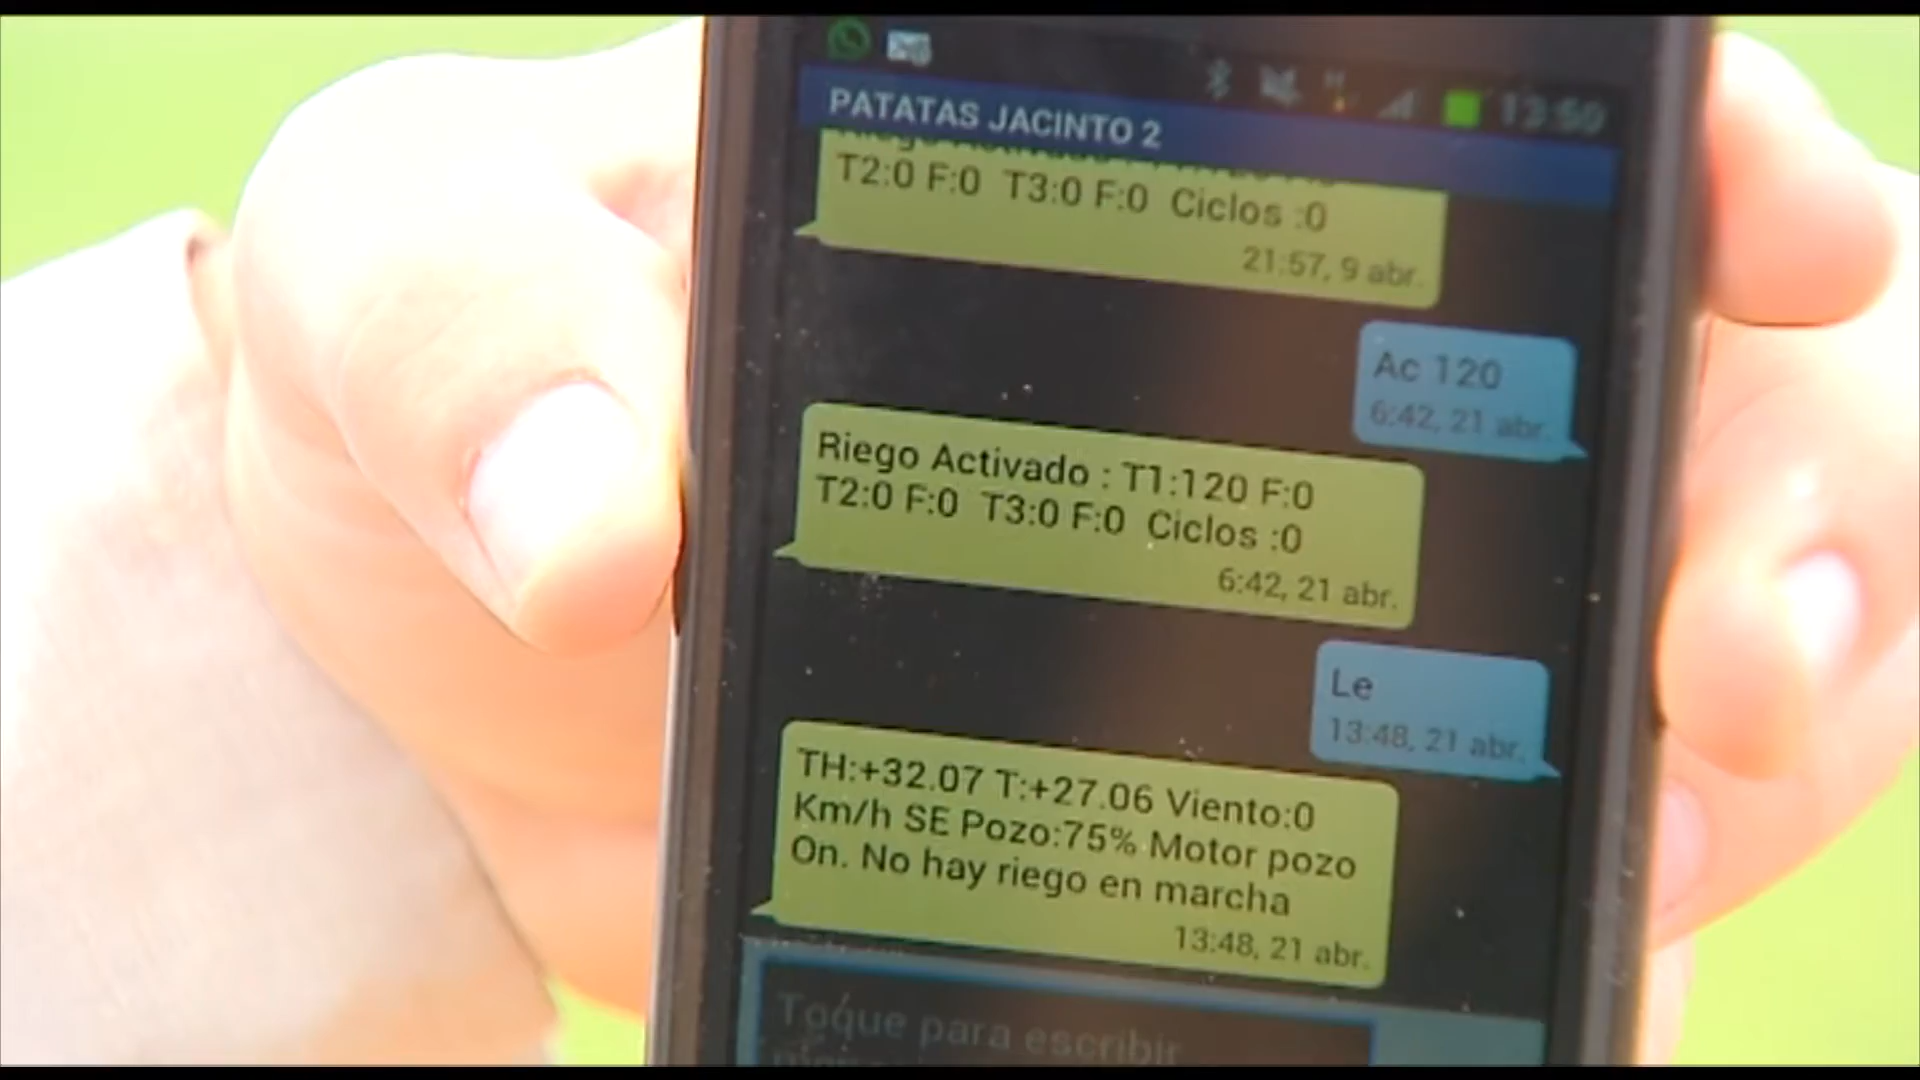 13:50
PATATAS JACINTO 2
T2:0 F:0 T3:0 F:0 Ciclos :0
21:57, 9 abr.
Ac 120
6:42, 21 abr.
Riego Activado : T1:120 F:0
T2:0 F:0 T3:0 F:0 Ciclos :0
6:42, 21 abr.
Le
13:48, 21 abr.
TH:+32.07 T:+27.06 Viento:0
Km/h SE Pozo:75% Motor pozo
On. No hay riego en marcha
13:48, 21 abr.
Toque para escribir